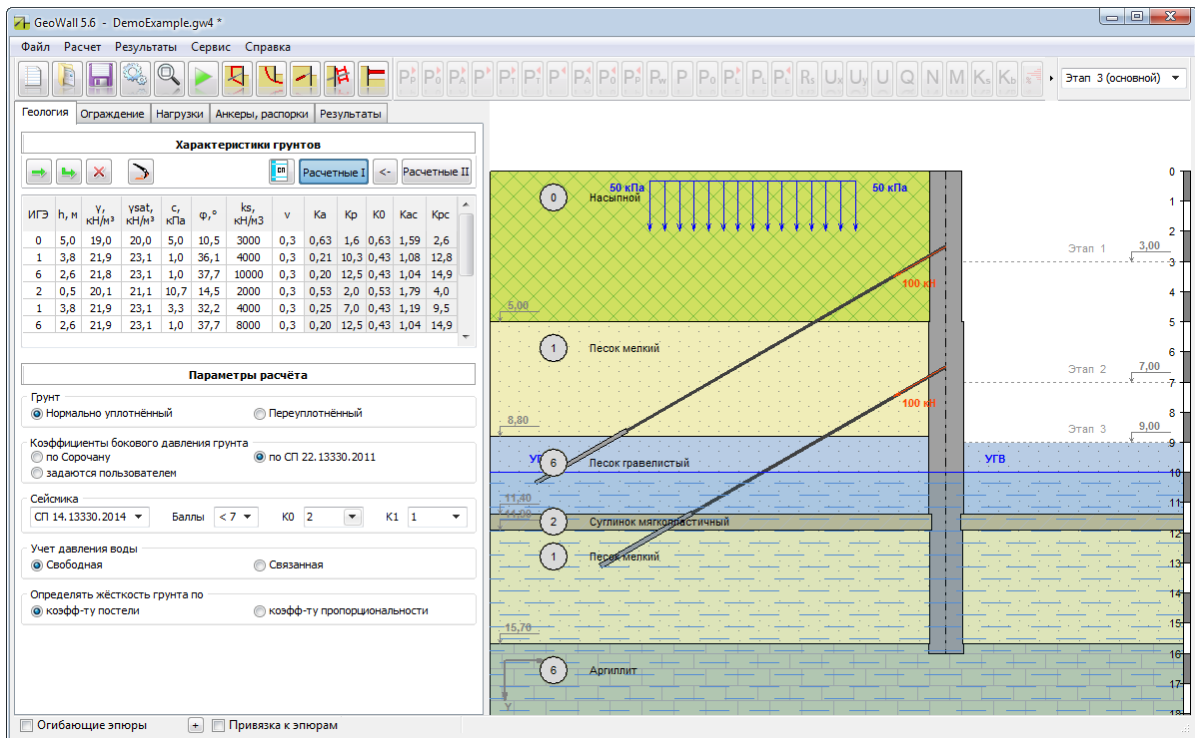 GeoWall 5.6 - DemoExample.gw4 *
Файл Расчет Результаты Сервис Справка
Этап 3 (основной)
Геология Ограждение Нагрузки Анкеры, распорки Результаты
Характеристики грунтов
Расчетные I <- Расчетные II
ИГЭ h, м γ, кН/м³ γsat, кН/м³ c, кПа φ,° ks, кН/м3 ν Ka Kp K0 Kac Kpc
0 5,0 19,0 20,0 5,0 10,5 3000 0,3 0,63 1,6 0,63 1,59 2,6
1 3,8 21,9 23,1 1,0 36,1 4000 0,3 0,21 10,3 0,43 1,08 12,8
6 2,6 21,8 23,1 1,0 37,7 10000 0,3 0,20 12,5 0,43 1,04 14,9
2 0,5 20,1 21,1 10,7 14,5 2000 0,3 0,53 2,0 0,53 1,79 4,0
1 3,8 21,9 23,1 3,3 32,2 4000 0,3 0,25 7,0 0,43 1,19 9,5
6 2,6 21,9 23,1 1,0 37,7 8000 0,3 0,20 12,5 0,43 1,04 14,9
Параметры расчёта
Грунт
Нормально уплотнённый Переуплотнённый
Коэффициенты бокового давления грунта
по Сорочану по СП 22.13330.2011
задаются пользователем
Сейсмика
СП 14.13330.2014 Баллы < 7 K0 2 K1 1
Учет давления воды
Свободная Связанная
Определять жёсткость грунта по
коэфф-ту постели коэфф-ту пропорциональности
Огибающие эпюры + Привязка к эпюрам
0 Насыпной
50 кПа 50 кПа
Этап 1 3,00
100 кН
5,00
1 Песок мелкий
Этап 2 7,00
100 кН
8,80
Этап 3 9,00
6 Песок гравелистый
УГВ
11,40
2 Суглинок мягкопластичный
1 Песок мелкий
15,70
6 Аргиллит
Y
0
1
2
3
4
5
6
7
8
9
10
11
12
13
14
15
16
17
18